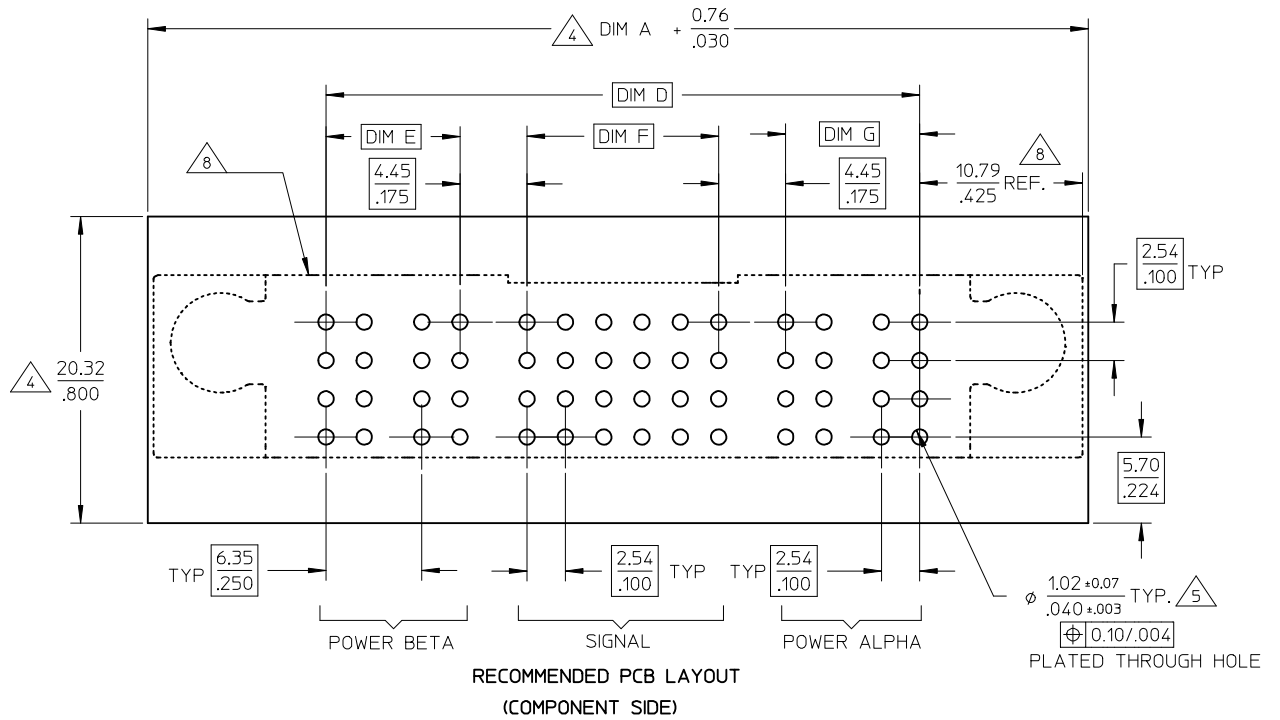 4 DIM A + 0.76
.030
DIM D
DIM E
DIM F
DIM G
8
4.45
.175
4.45
.175
10.79
.425
REF.
8
2.54
.100
TYP
4
20.32
.800
5.70
.224
TYP
6.35
.250
2.54
.100
TYP
TYP
2.54
.100
⌀ 1.02 ±0.07
.040 ±.003
TYP. 5
⌖ 0.10/.004
PLATED THROUGH HOLE
POWER BETA
SIGNAL
POWER ALPHA
RECOMMENDED PCB LAYOUT
(COMPONENT SIDE)